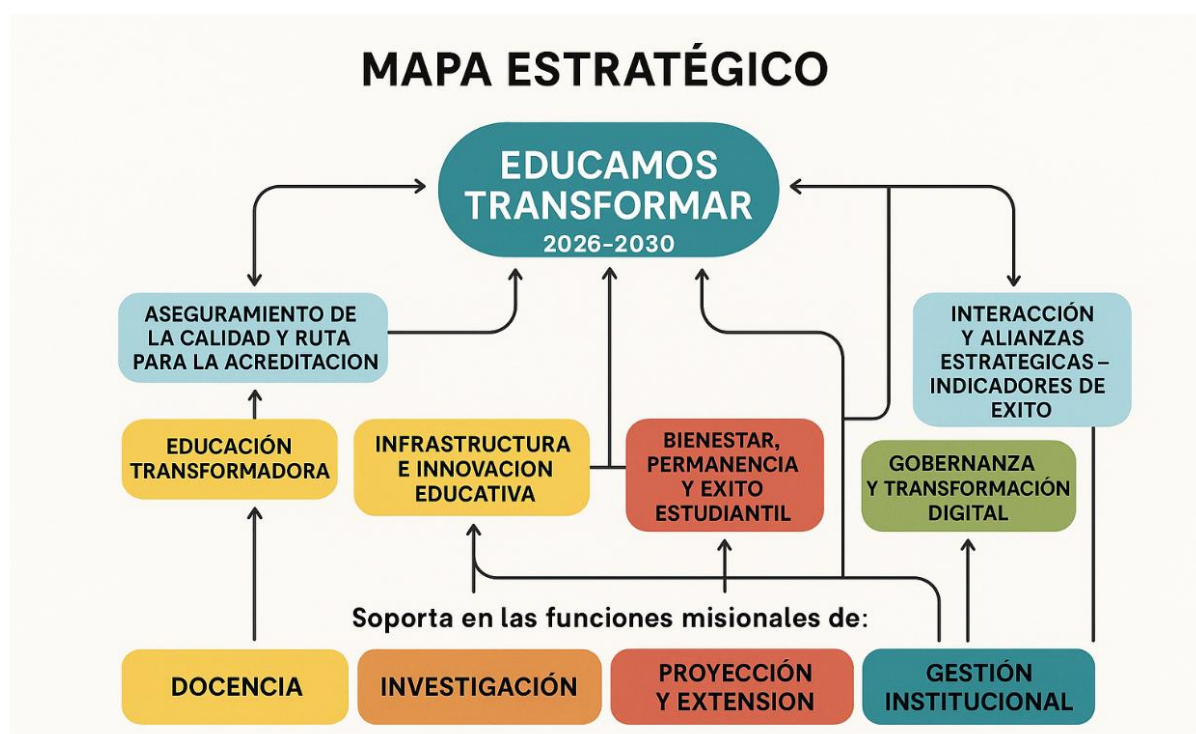 MAPA ESTRATÉGICO
EDUCAMOS
TRANSFORMAR
2026-2030
ASEGURAMIENTO DE
LA CALIDAD Y RUTA
PARA LA ACREDITACION
INTERACCIÓN
Y ALIANZAS
ESTRATEGICAS–
INDICADORES DE
EXITO
EDUCACIÓN
TRANSFORMADORA
INFRASTRUCTURA
E INNOVACION
EDUCATIVA
BIENESTAR,
PERMANENCIA
Y EXITO
ESTUDIANTIL
GOBERNANZA
Y TRANSFORMACIÓN
DIGITAL
Soporta en las funciones misionales de:
DOCENCIA
INVESTIGACIÓN
PROYECCIÓN
Y EXTENSION
GESTIÓN
INSTITUCIONAL